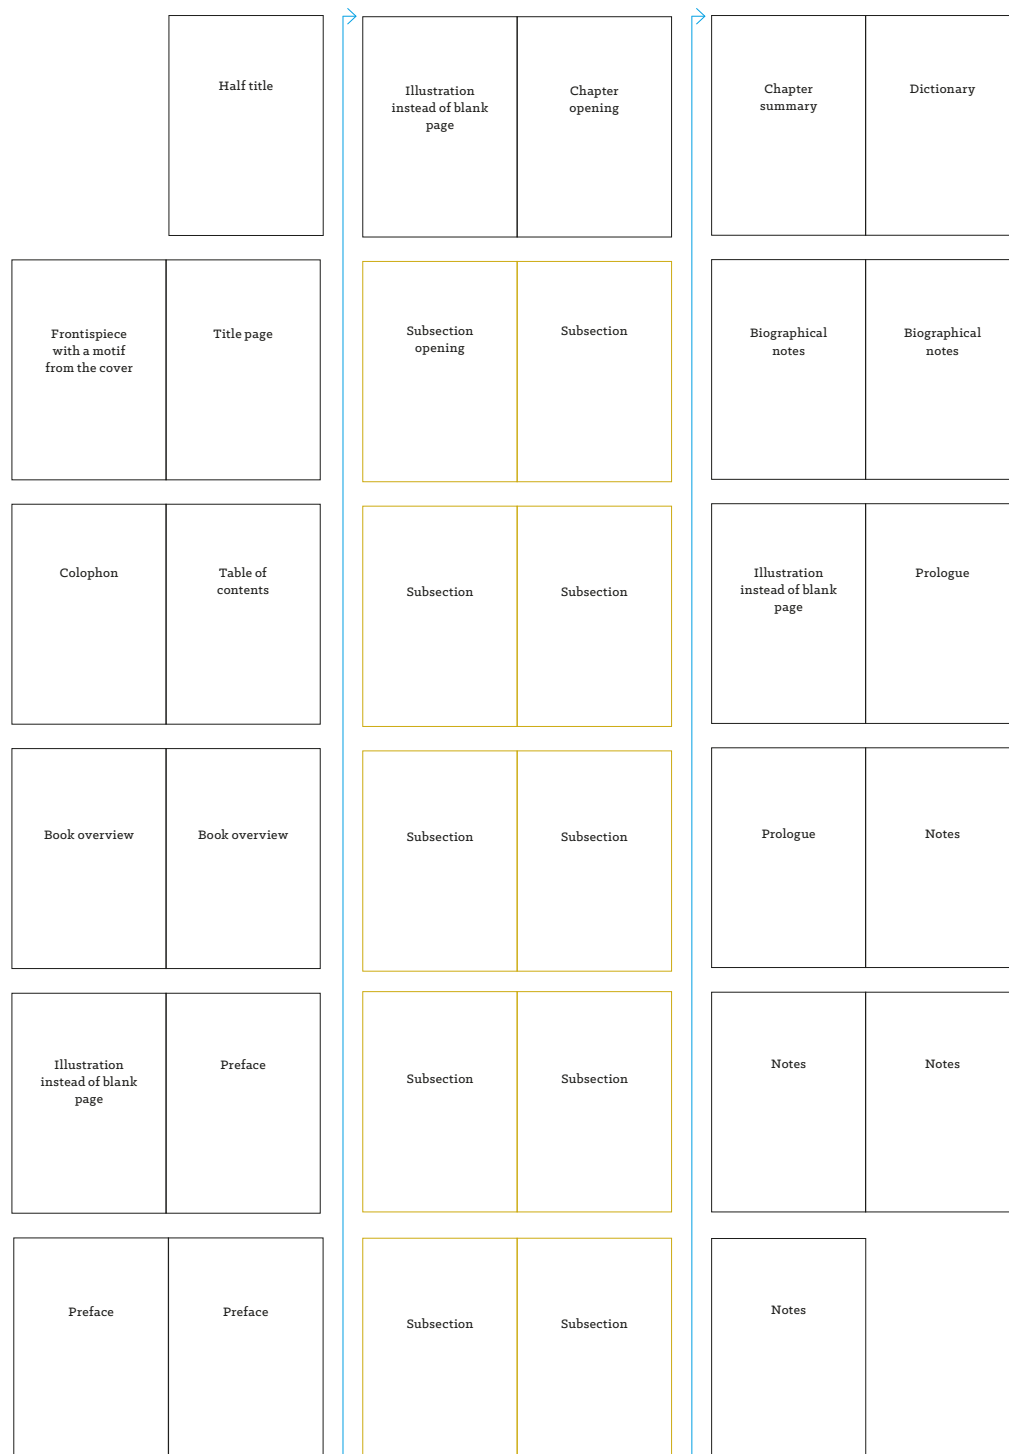 Half title
Frontispiece
with a motif
from the cover
Title page
Colophon
Table of
contents
Book overview
Book overview
Illustration
instead of blank
page
Preface
Preface
Preface
Illustration
instead of blank
page
Chapter
opening
Subsection
opening
Subsection
Subsection
Subsection
Subsection
Subsection
Subsection
Subsection
Subsection
Subsection
Chapter
summary
Dictionary
Biographical
notes
Biographical
notes
Illustration
instead of blank
page
Prologue
Prologue
Notes
Notes
Notes
Notes